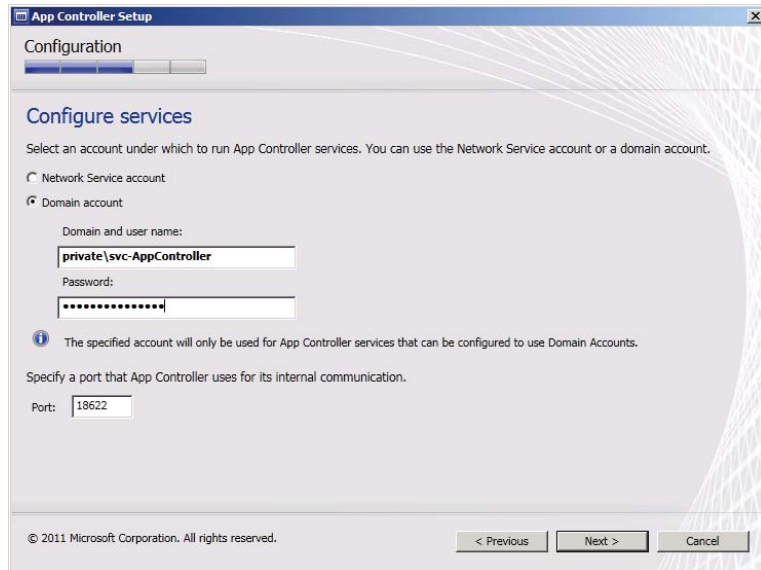 App Controller Setup
Configuration
Configure services
Select an account under which to run App Controller services. You can use the Network Service account or a domain account.
Network Service account
Domain account
Domain and user name:
private\svc-AppController
Password:
•••••••••••••••
The specified account will only be used for App Controller services that can be configured to use Domain Accounts.
Specify a port that App Controller uses for its internal communication.
Port: 18622
© 2011 Microsoft Corporation. All rights reserved.
< Previous Next > Cancel